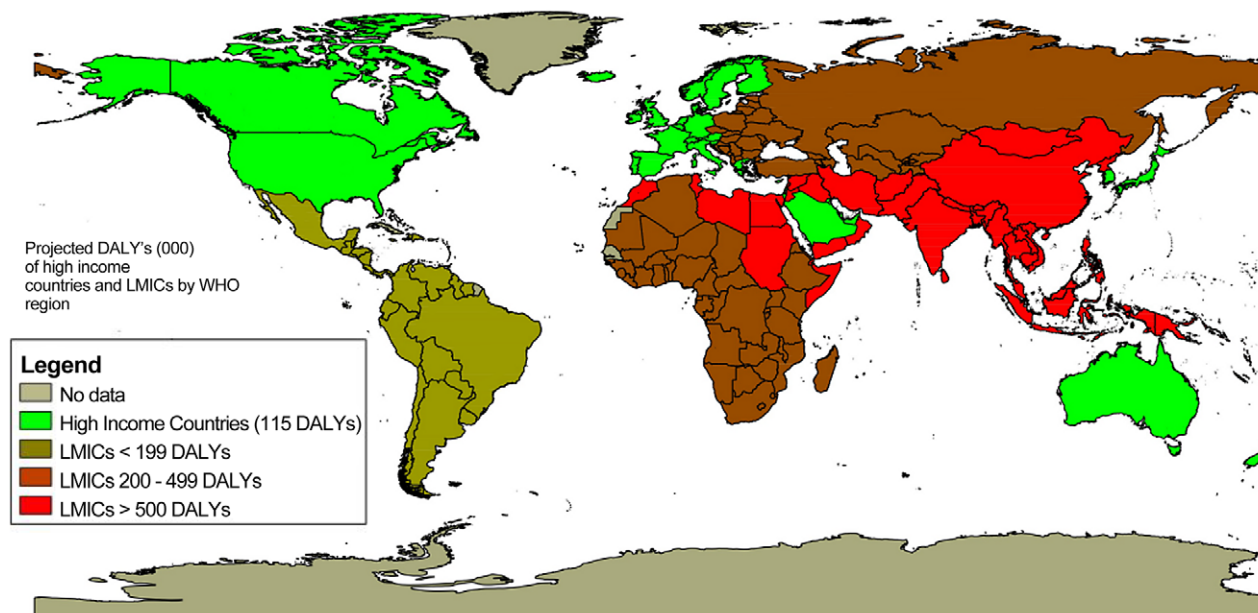 Projected DALY's (000)
of high income
countries and LMICs by WHO
region
Legend
No data
High Income Countries (115 DALYs)
LMICs < 199 DALYs
LMICs 200 - 499 DALYs
LMICs > 500 DALYs